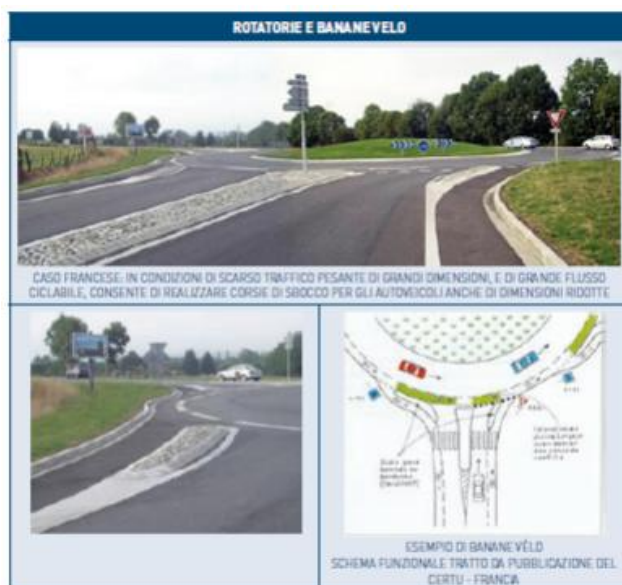 ROTATORIE E BANANEVELO
CASO FRANCESE: IN CONDIZIONI DI SCARSO TRAFFICO PESANTE DI GRANDI DIMENSIONI, E DI GRANDE FLUSSO
CICLABILE, CONSENTE DI REALIZZARE CORSIE DI SBOCCO PER GLI AUTOVEICOLI ANCHE DI DIMENSIONI RIDOTTE
ESEMPIO DI BANANEVÉLO
SCHEMA FUNZIONALE TRATTO DA PUBBLICAZIONE DEL
CERTU - FRANCIA